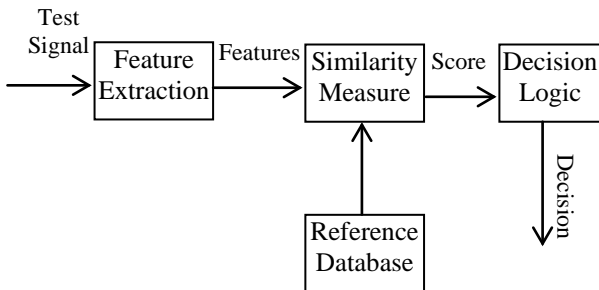 Test
Signal
Feature
Extraction
Features
Similarity
Measure
Score
Decision
Logic
Decision
Reference
Database